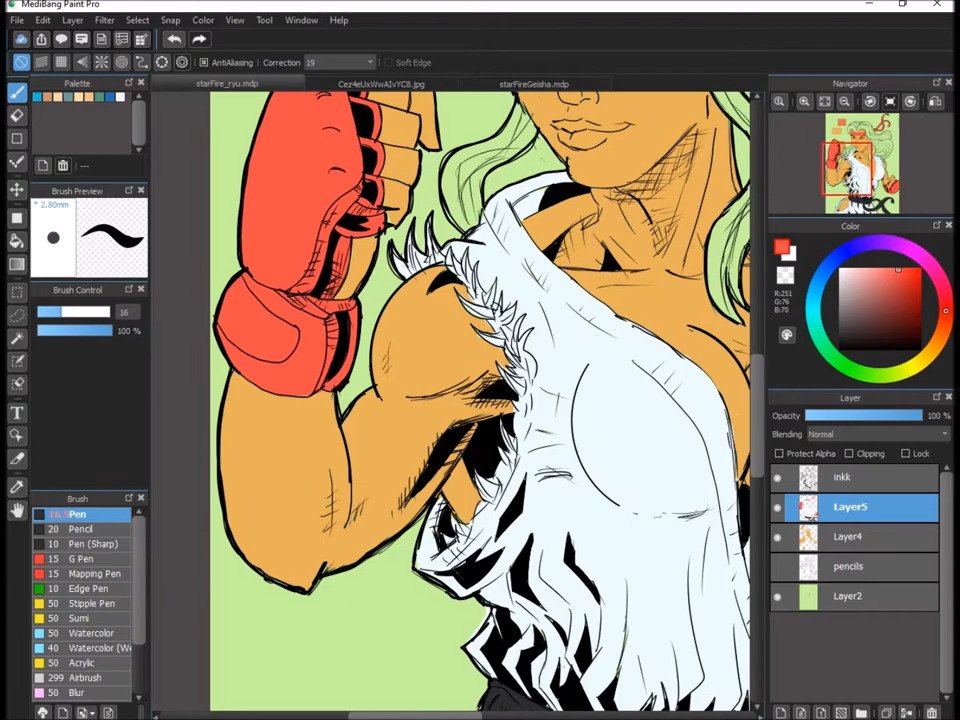 MediBang Paint Pro
File Edit Layer Filter Select Snap Color View Tool Window Help
AntiAliasing Correction 19 Soft Edge
Palette
starFire_ryu.mdp
starFireGeisha.mdp
Navigator
---
Brush Preview
* 2.80mm
Color
R:251
G:76
B:70
Brush Control
16
100 %
Layer
Opacity 100 %
Blending Normal
Protect Alpha Clipping Lock
inkk
Layer5
Layer4
pencils
Layer2
Brush
Pen
20 Pencil
10 Pen (Sharp)
15 G Pen
15 Mapping Pen
10 Edge Pen
50 Stipple Pen
50 Sumi
50 Watercolor
40 Watercolor (We
50 Acrylic
299 Airbrush
50 Blur